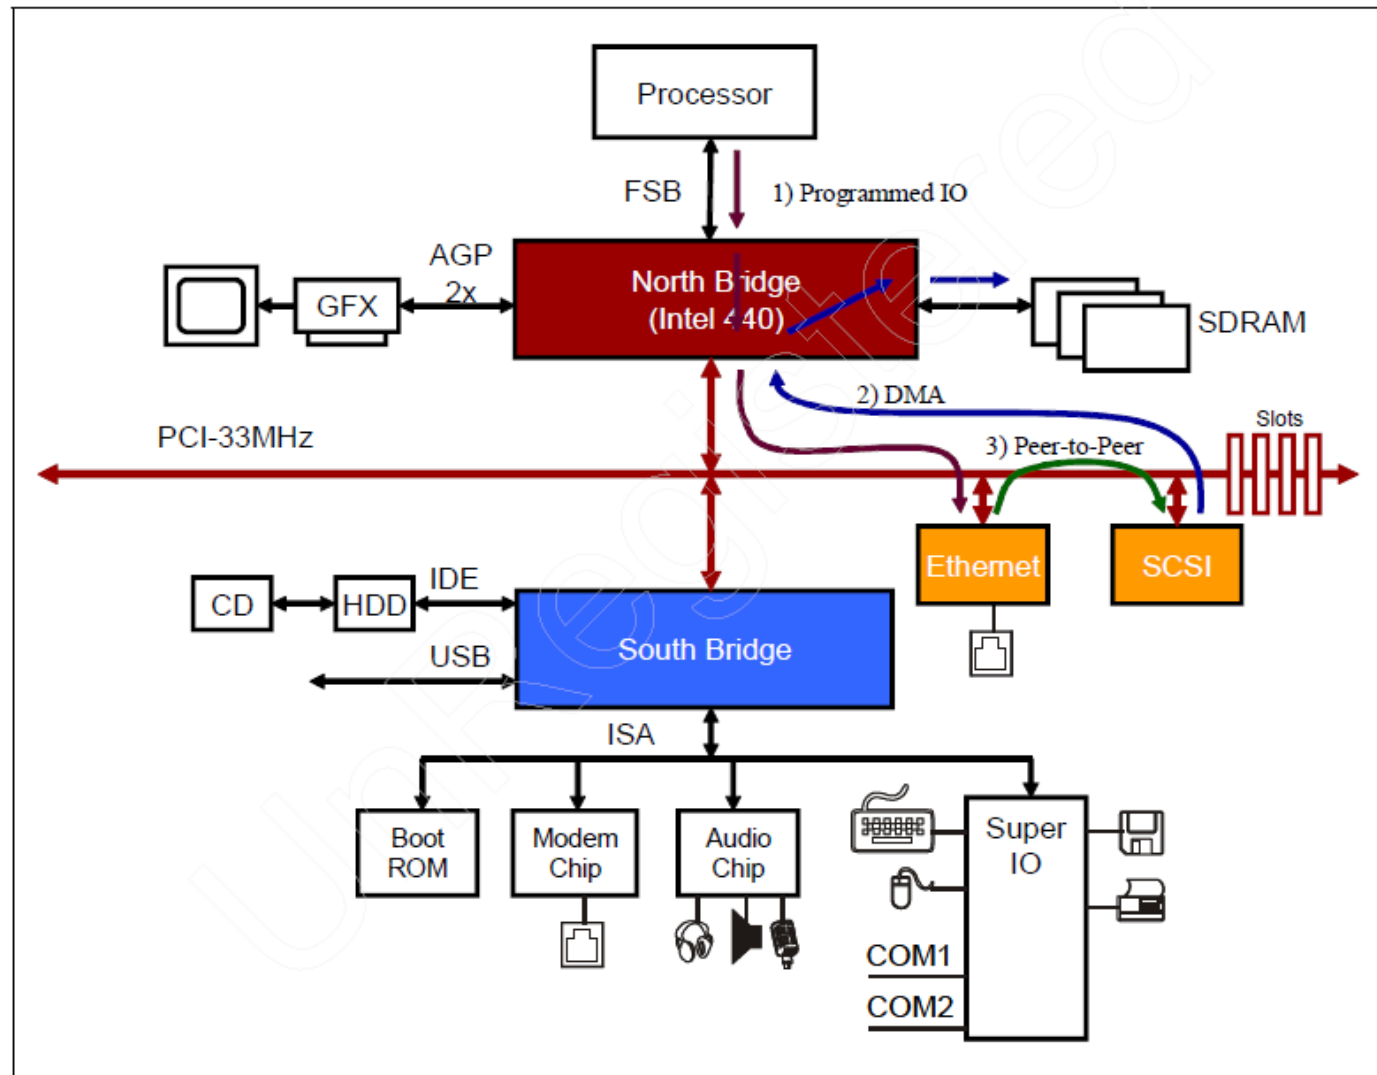 Processor
FSB
1) Programmed IO
AGP
2x
North Bridge
(Intel 440)
GFX
SDRAM
2) DMA
PCI-33MHz
3) Peer-to-Peer
Slots
Ethernet
SCSI
CD
HDD
IDE
USB
South Bridge
ISA
Boot
ROM
Modem
Chip
Audio
Chip
Super
IO
COM1
COM2
UnRegistered